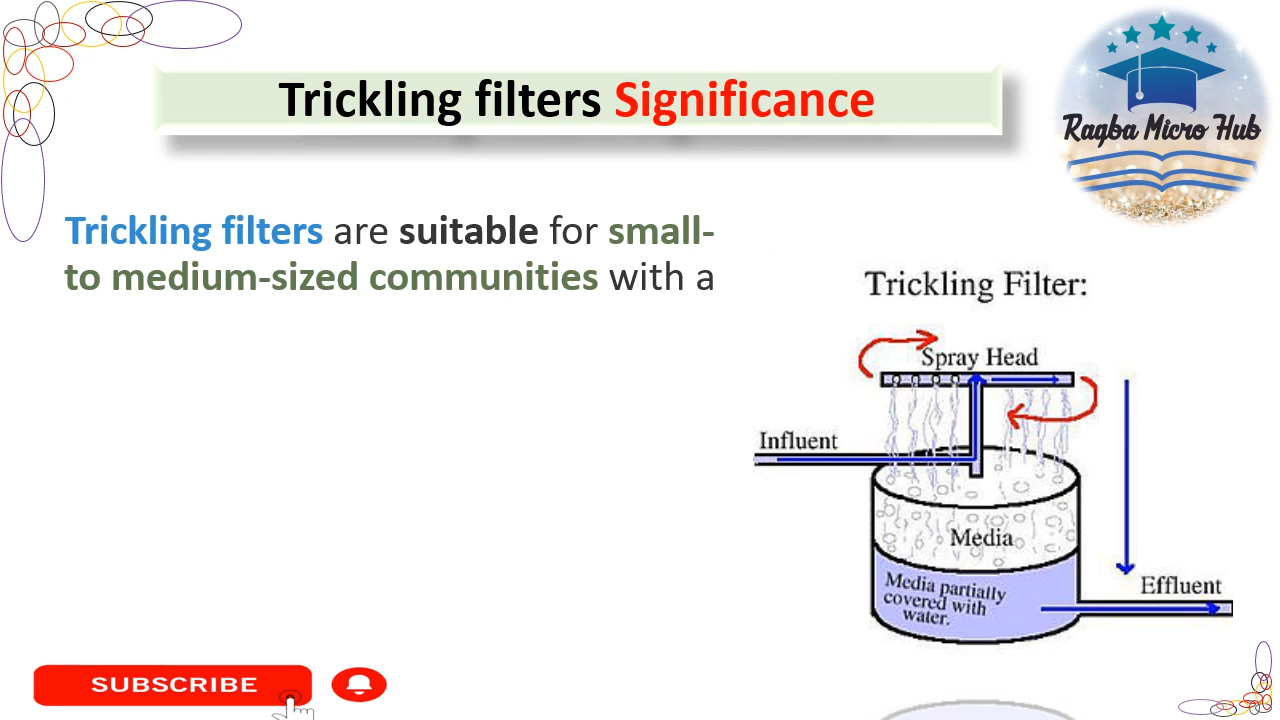 Trickling filters Significance
Ragba Micro Hub
Trickling filters are suitable for small-
to medium-sized communities with a
Trickling Filter:
Spray Head
Influent
Media
Media partially
covered with
water.
Effluent
SUBSCRIBE